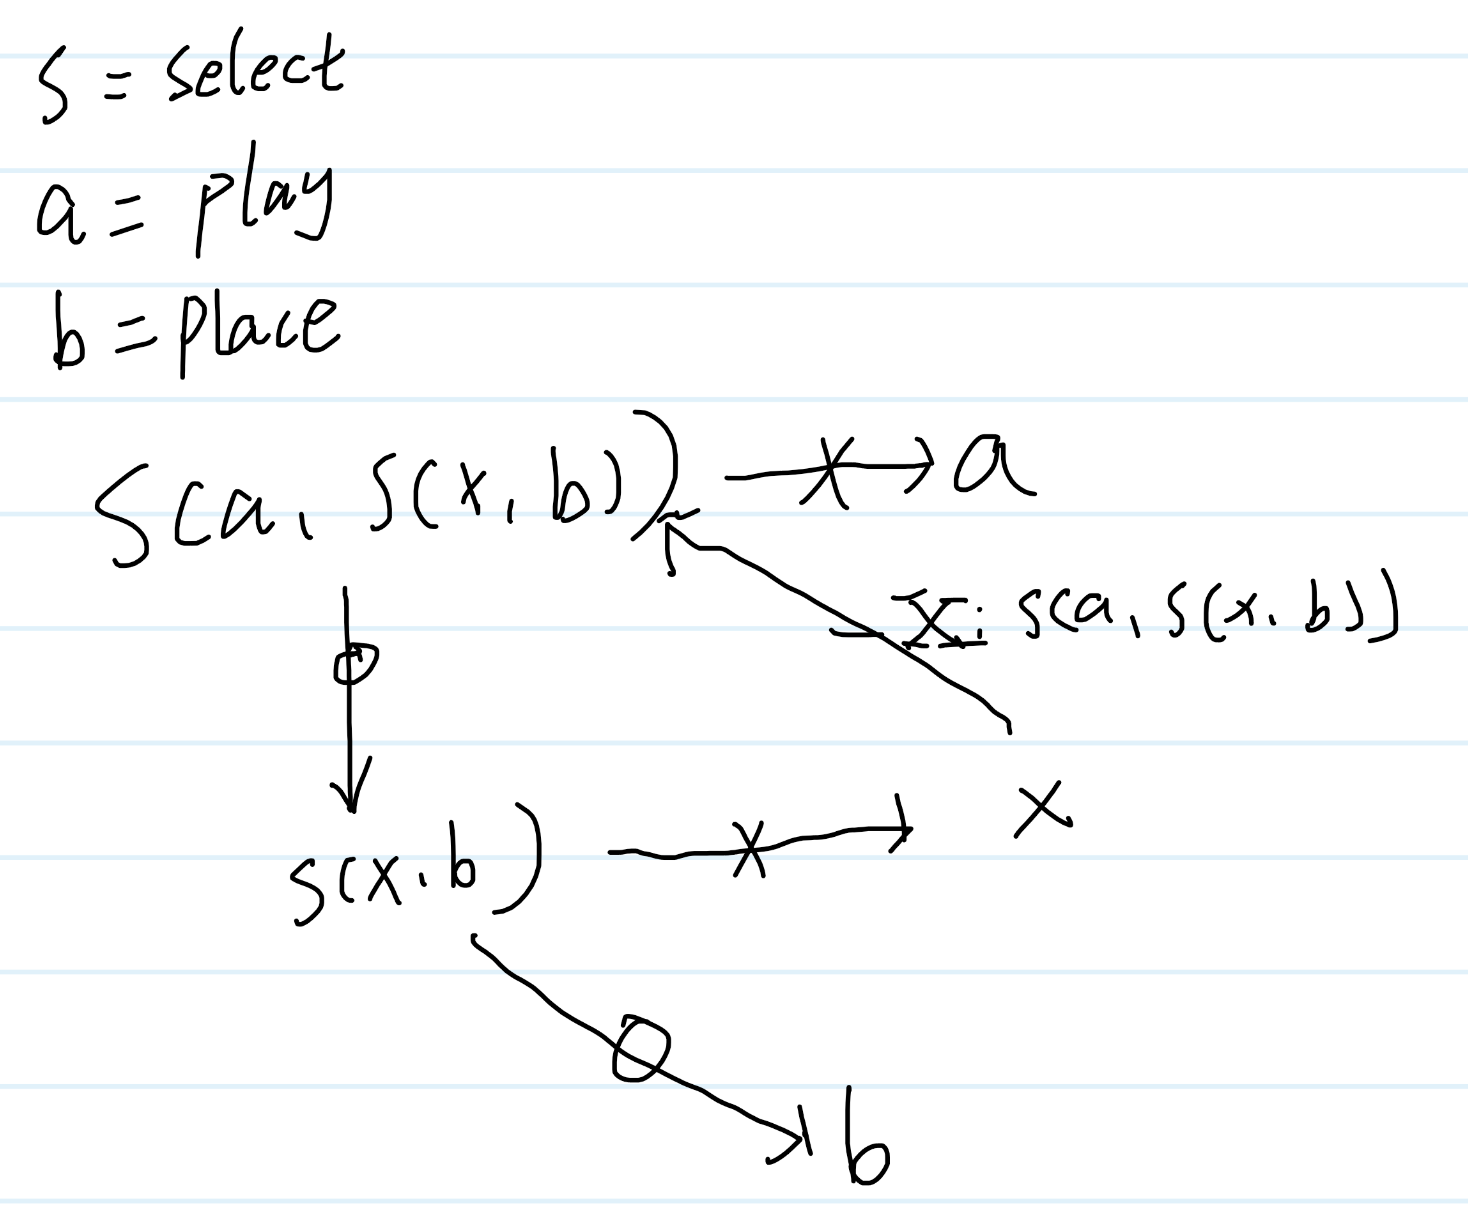 s = select
a = play
b = place
s(a, s(x, b)) a
x: s(a, s(x, b))
x
s(x, b)
b